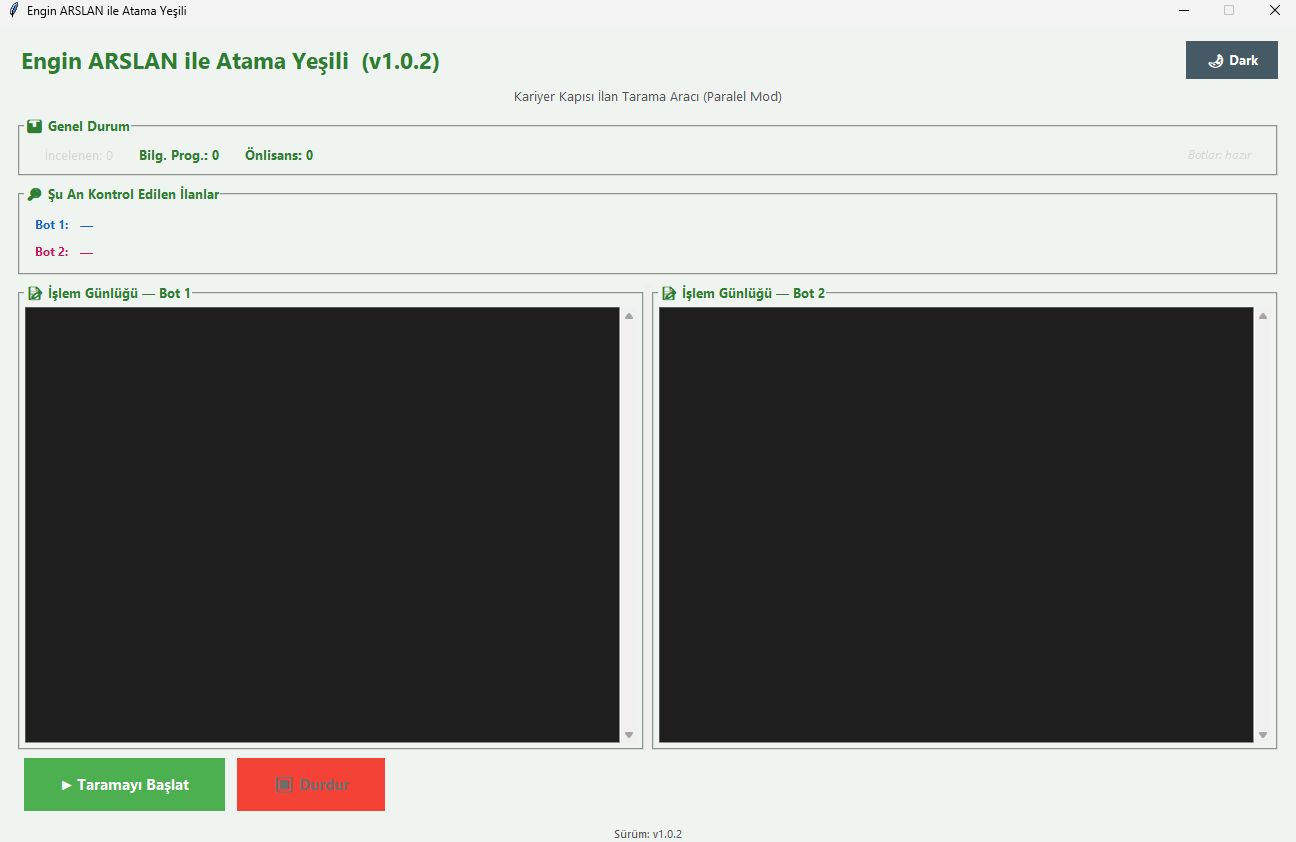 Engin ARSLAN ile Atama Yeşili
Engin ARSLAN ile Atama Yeşili (v1.0.2)
Dark
Kariyer Kapısı İlan Tarama Aracı (Paralel Mod)
Genel Durum
İncelenen: 0 Bilg. Prog.: 0 Önlisans: 0 Botlar: hazır
Şu An Kontrol Edilen İlanlar
Bot 1: —
Bot 2: —
İşlem Günlüğü — Bot 1
İşlem Günlüğü — Bot 2
Taramayı Başlat
Durdur
Sürüm: v1.0.2